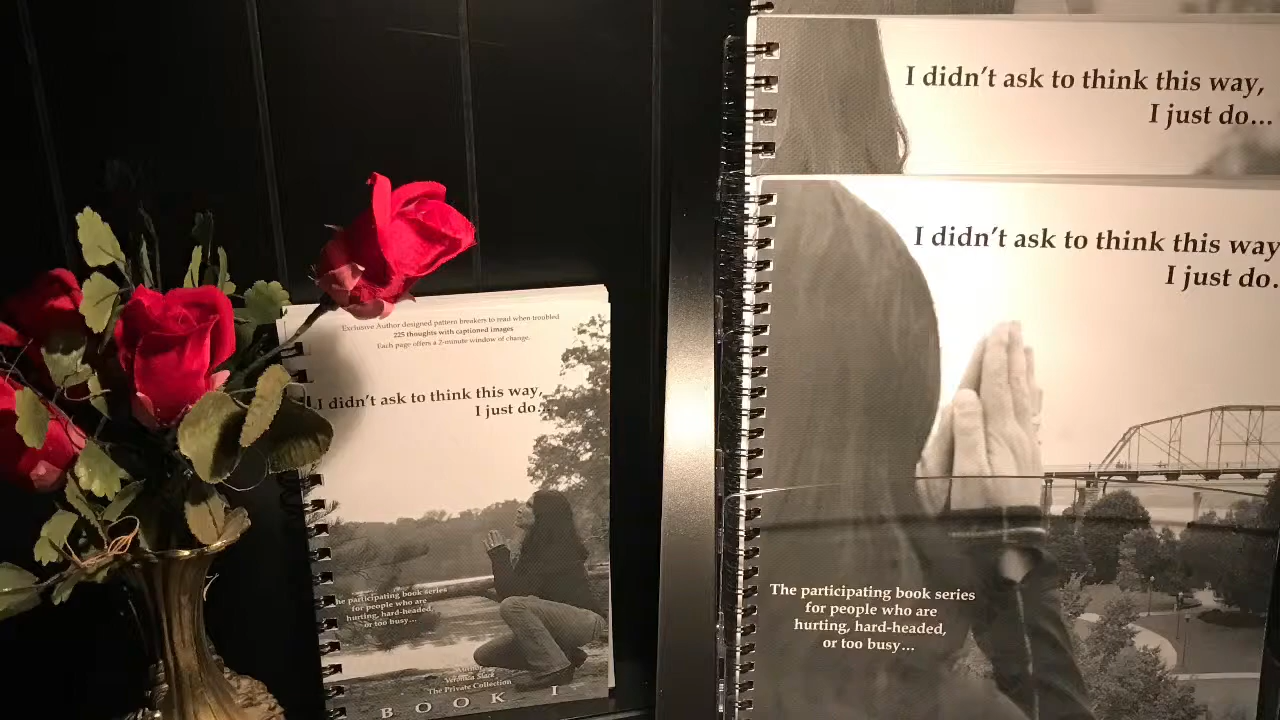 Exclusive Author designed pattern breakers to read when troubled
225 thoughts with captioned images
Each page offers a 2-minute window of change.
I didn't ask to think this way,
I just do...
The participating book series
for people who are
hurting, hard-headed,
or too busy...
Author
Veronica Slack
The Private Collection
BOOK I
I didn't ask to think this way,
I just do...
I didn't ask to think this way
I just do.
The participating book series
for people who are
hurting, hard-headed,
or too busy...